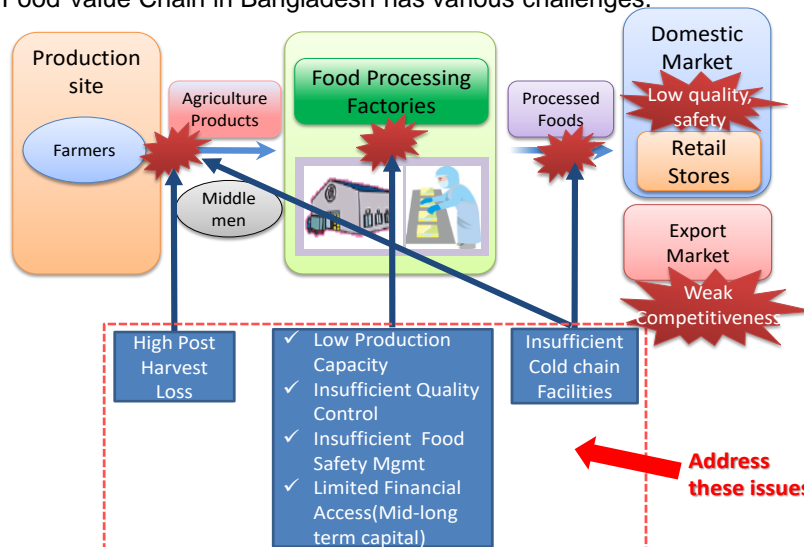 Food Value Chain in Bangladesh has various challenges.
Production
site
Farmers
Agriculture
Products
Middle
men
Food Processing
Factories
Processed
Foods
Domestic
Market
Low quality,
safety
Retail
Stores
Export
Market
Weak
Competitiveness
High Post
Harvest
Loss
✓ Low Production
Capacity
✓ Insufficient Quality
Control
✓ Insufficient Food
Safety Mgmt
✓ Limited Financial
Access(Mid-long
term capital)
Insufficient
Cold chain
Facilities
Address
these issues